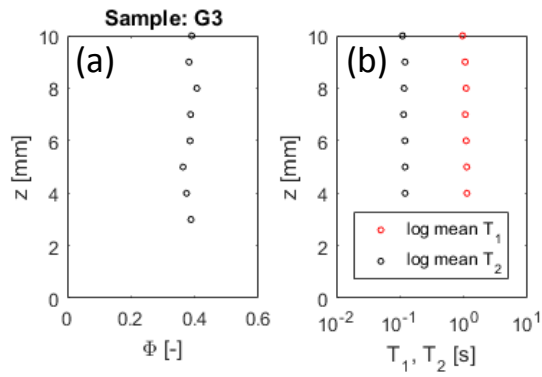 Sample: G3
(a)
10
8
6
4
2
0
z [mm]
0 0.2 0.4 0.6
Φ [-]
(b)
10
8
6
4
2
0
z [mm]
log mean T₁
log mean T₂
10⁻² 10⁻¹ 10⁰ 10¹
T₁, T₂ [s]